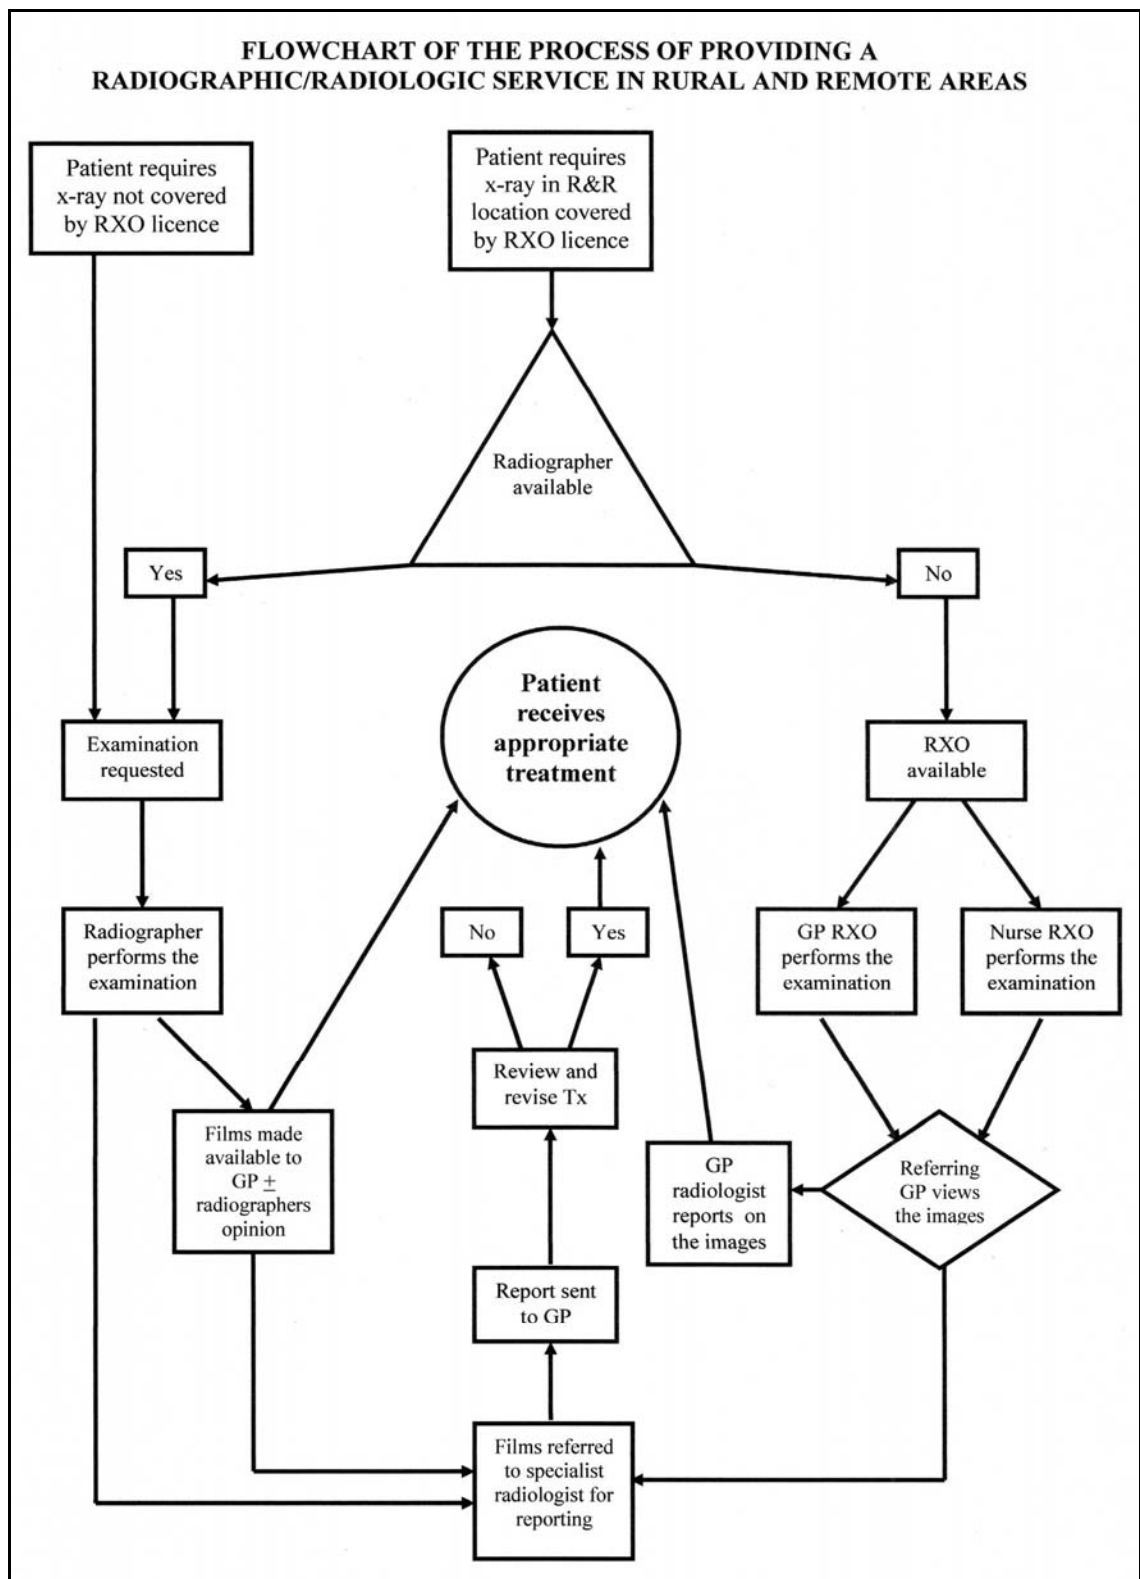 FLOWCHART OF THE PROCESS OF PROVIDING A
RADIOGRAPHIC/RADIOLOGIC SERVICE IN RURAL AND REMOTE AREAS
Patient requires
x-ray not covered
by RXO licence
Patient requires
x-ray in R&R
location covered
by RXO licence
Radiographer
available
Yes
No
Examination
requested
Patient
receives
appropriate
treatment
RXO
available
Radiographer
performs the
examination
No
Yes
GP RXO
performs the
examination
Nurse RXO
performs the
examination
Review and
revise Tx
Films made
available to
GP ±
radiographers
opinion
GP
radiologist
reports on
the images
Referring
GP views
the images
Report sent
to GP
Films referred
to specialist
radiologist for
reporting